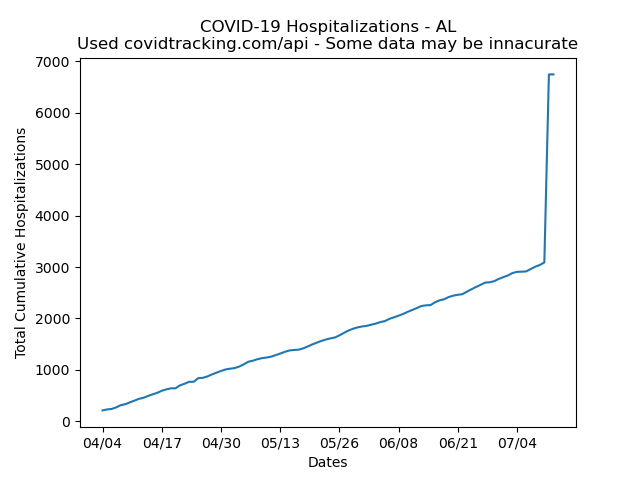 COVID-19 Hospitalizations - AL
Used covidtracking.com/api - Some data may be innacurate
7000
6000
5000
4000
3000
2000
1000
0
Total Cumulative Hospitalizations
04/04 04/17 04/30 05/13 05/26 06/08 06/21 07/04
Dates